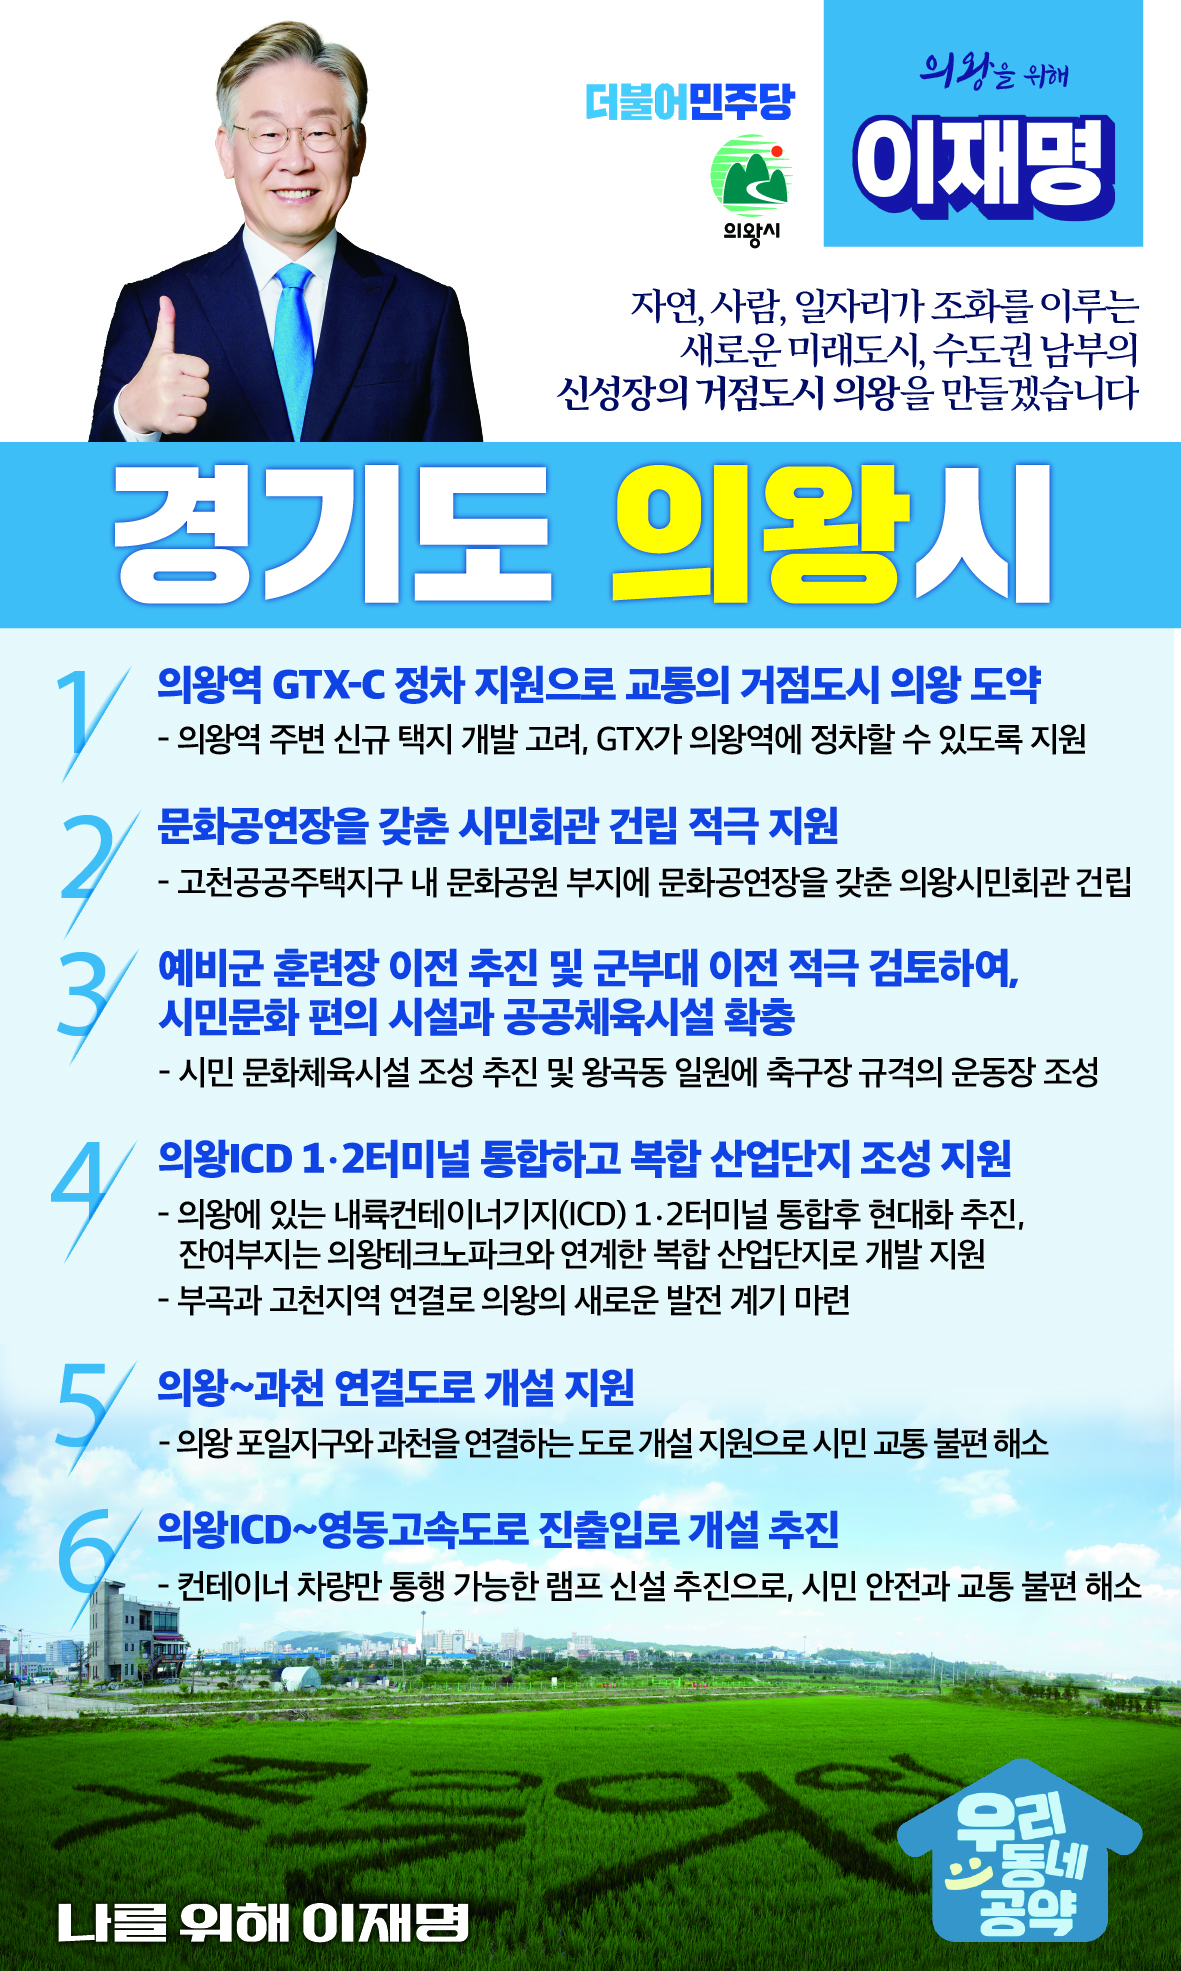 더불어민주당
의왕시
의왕을 위해
이재명
자연, 사람, 일자리가 조화를 이루는
새로운 미래도시, 수도권 남부의
신성장의 거점도시 의왕을 만들겠습니다
경기도 의왕시
1 의왕역 GTX-C 정차 지원으로 교통의 거점도시 의왕 도약
- 의왕역 주변 신규 택지 개발 고려, GTX가 의왕역에 정차할 수 있도록 지원
2 문화공연장을 갖춘 시민회관 건립 적극 지원
- 고천공공주택지구 내 문화공원 부지에 문화공연장을 갖춘 의왕시민회관 건립
3 예비군 훈련장 이전 추진 및 군부대 이전 적극 검토하여,
시민문화 편의 시설과 공공체육시설 확충
- 시민 문화체육시설 조성 추진 및 왕곡동 일원에 축구장 규격의 운동장 조성
4 의왕ICD 1·2터미널 통합하고 복합 산업단지 조성 지원
- 의왕에 있는 내륙컨테이너기지(ICD) 1·2터미널 통합후 현대화 추진,
잔여부지는 의왕테크노파크와 연계한 복합 산업단지로 개발 지원
- 부곡과 고천지역 연결로 의왕의 새로운 발전 계기 마련
5 의왕~과천 연결도로 개설 지원
- 의왕 포일지구와 과천을 연결하는 도로 개설 지원으로 시민 교통 불편 해소
6 의왕ICD~영동고속도로 진출입로 개설 추진
- 컨테이너 차량만 통행 가능한 램프 신설 추진으로, 시민 안전과 교통 불편 해소
우리
동네
공약
나를 위해 이재명